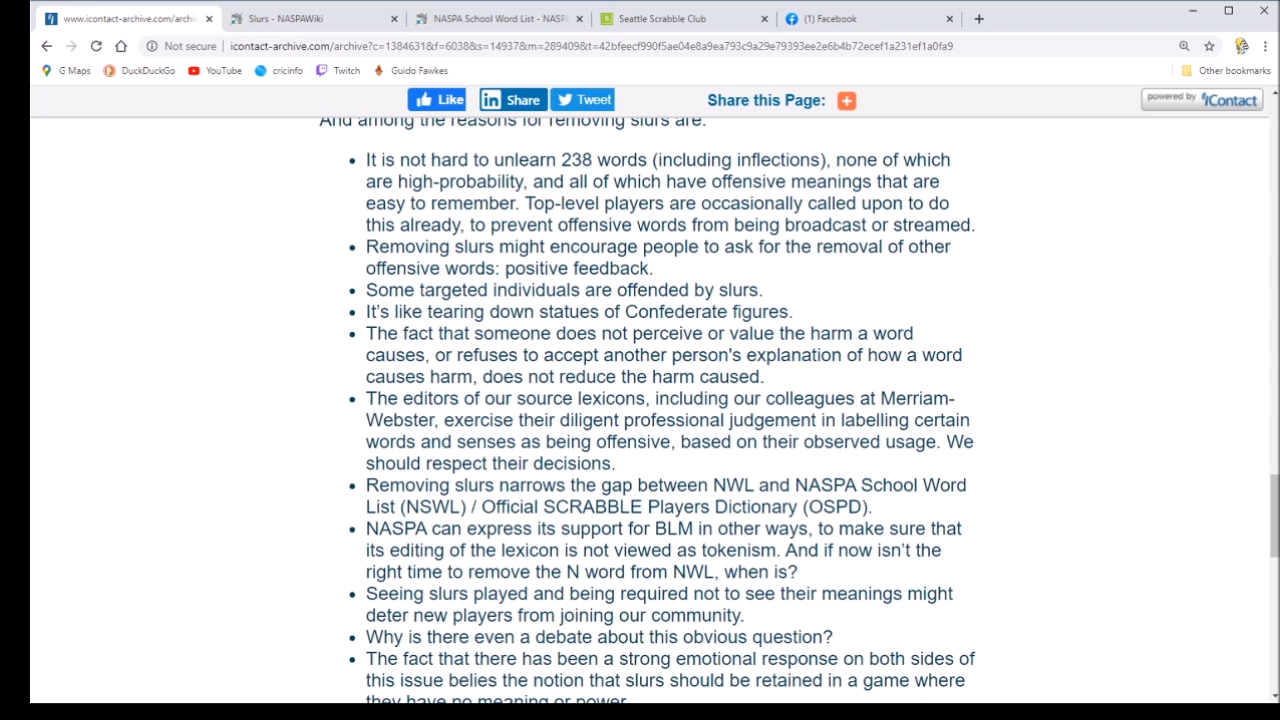 www.icontact-archive.com/archi
Slurs - NASPAWiki
NASPA School Word List - NASP
Seattle Scrabble Club
(1) Facebook
Not secure | icontact-archive.com/archive?c=1384631&f=6038&s=14937&m=289409&t=42bfeecf990f5ae04e8a9ea793c9a29e79393ee2e6b4b72ecef1a231ef1a0fa9
G Maps
DuckDuckGo
YouTube
cricinfo
Twitch
Guido Fawkes
Other bookmarks
Like
in Share
Tweet
Share this Page:
powered by iContact
And among the reasons for removing slurs are:
• It is not hard to unlearn 238 words (including inflections), none of which
are high-probability, and all of which have offensive meanings that are
easy to remember. Top-level players are occasionally called upon to do
this already, to prevent offensive words from being broadcast or streamed.
• Removing slurs might encourage people to ask for the removal of other
offensive words: positive feedback.
• Some targeted individuals are offended by slurs.
• It's like tearing down statues of Confederate figures.
• The fact that someone does not perceive or value the harm a word
causes, or refuses to accept another person's explanation of how a word
causes harm, does not reduce the harm caused.
• The editors of our source lexicons, including our colleagues at Merriam-
Webster, exercise their diligent professional judgement in labelling certain
words and senses as being offensive, based on their observed usage. We
should respect their decisions.
• Removing slurs narrows the gap between NWL and NASPA School Word
List (NSWL) / Official SCRABBLE Players Dictionary (OSPD).
• NASPA can express its support for BLM in other ways, to make sure that
its editing of the lexicon is not viewed as tokenism. And if now isn't the
right time to remove the N word from NWL, when is?
• Seeing slurs played and being required not to see their meanings might
deter new players from joining our community.
• Why is there even a debate about this obvious question?
• The fact that there has been a strong emotional response on both sides of
this issue belies the notion that slurs should be retained in a game where
they have no meaning or power.